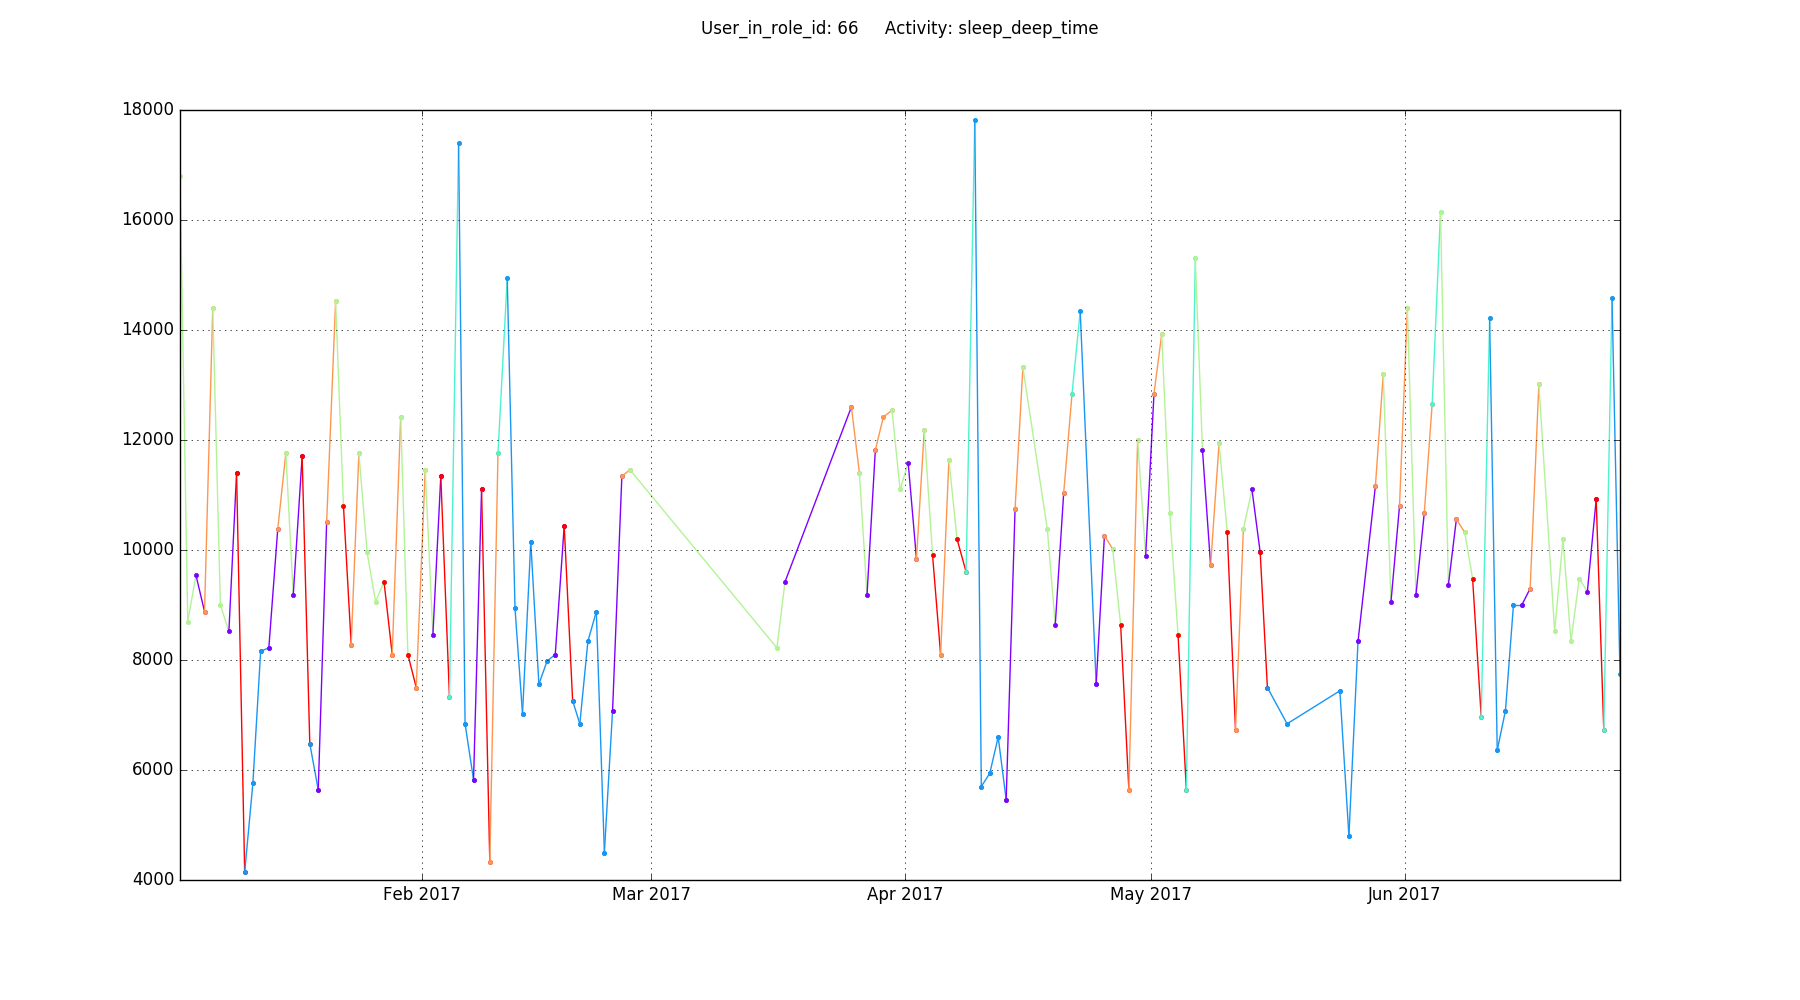 User_in_role_id: 66     Activity: sleep_deep_time
18000
16000
14000
12000
10000
8000
6000
4000
Feb 2017
Mar 2017
Apr 2017
May 2017
Jun 2017